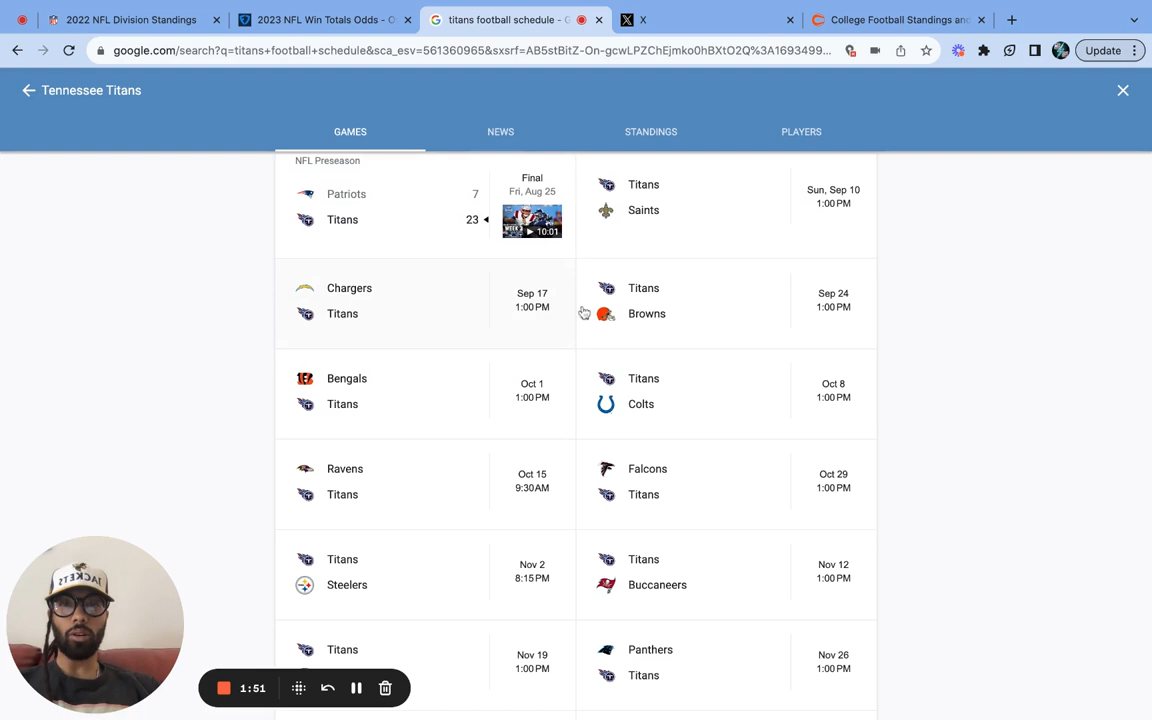 2022 NFL Division Standings
2023 NFL Win Totals Odds - O
titans football schedule - G
X
College Football Standings and
google.com/search?q=titans+football+schedule&sca_esv=561360965&sxsrf=AB5stBitZ-On-gcwLPZChEjmko0hBXtO2Q%3A1693499...
Update
Tennessee Titans
GAMES
NEWS
STANDINGS
PLAYERS
NFL Preseason
Patriots 7
Titans 23
Final
Fri, Aug 25
10:01
Titans
Saints
Sun, Sep 10
1:00 PM
Chargers
Titans
Sep 17
1:00 PM
Titans
Browns
Sep 24
1:00 PM
Bengals
Titans
Oct 1
1:00 PM
Titans
Colts
Oct 8
1:00 PM
Ravens
Titans
Oct 15
9:30 AM
Falcons
Titans
Oct 29
1:00 PM
Titans
Steelers
Nov 2
8:15 PM
Titans
Buccaneers
Nov 12
1:00 PM
Titans
Nov 19
1:00 PM
Panthers
Titans
Nov 26
1:00 PM
JACKETS
1:51